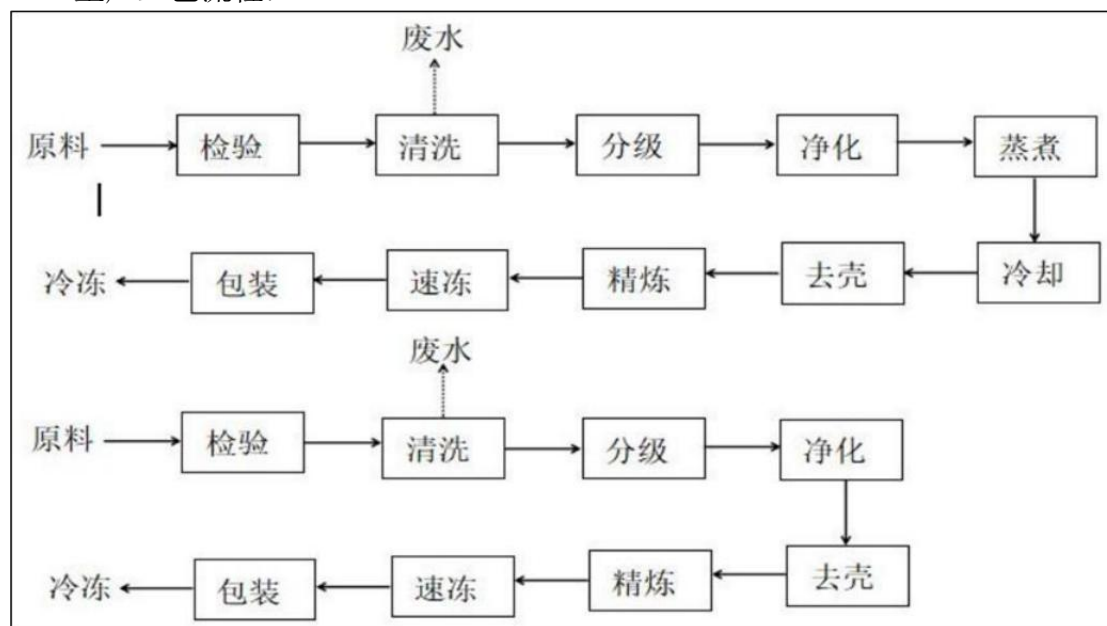 废水
原料 检验 清洗 分级 净化 蒸煮
冷冻 包装 速冻 精炼 去壳 冷却
废水
原料 检验 清洗 分级 净化
冷冻 包装 速冻 精炼 去壳